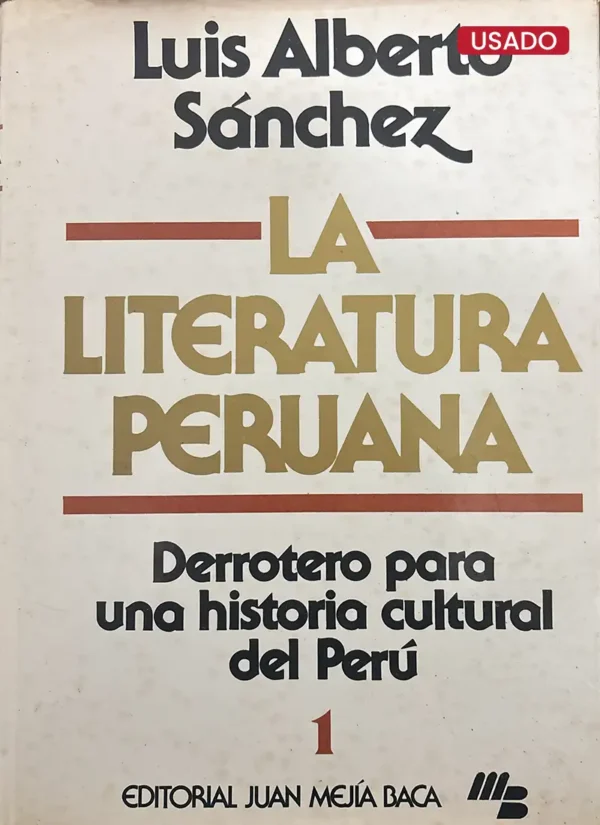 Luis Alberto
USADO
Sánchez
LA
LITERATURA
PERUANA
Derrotero para
una historia cultural
del Perú
1
EDITORIAL JUAN MEJÍA BACA
MB